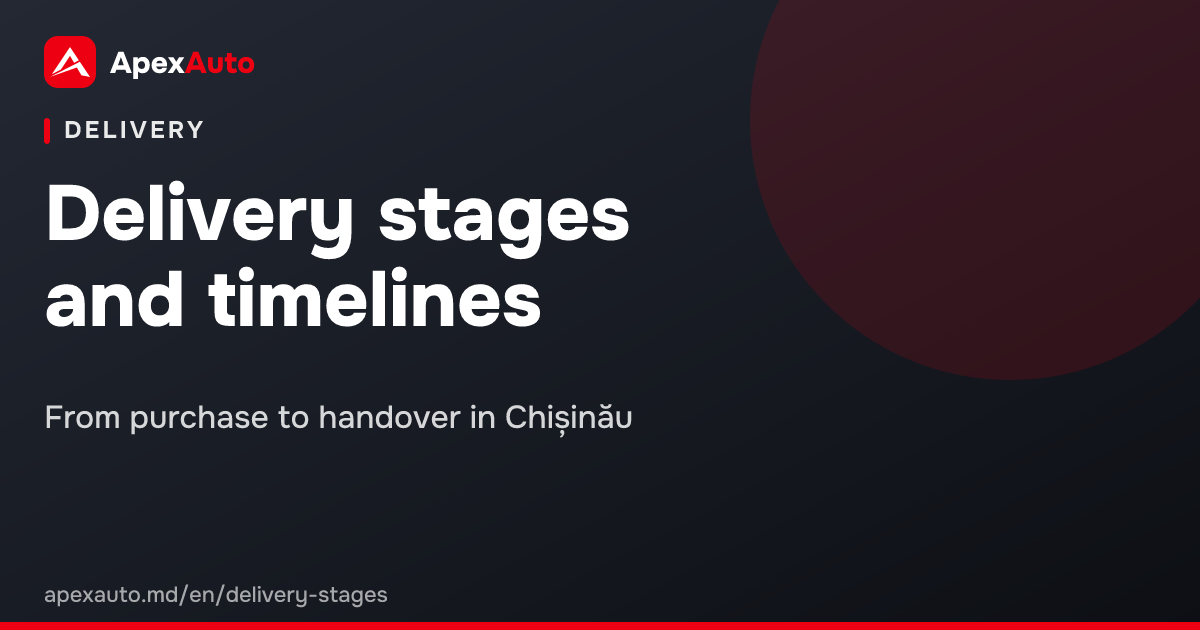 ApexAuto
DELIVERY
Delivery stages
and timelines
From purchase to handover in Chișinău
apexauto.md/en/delivery-stages